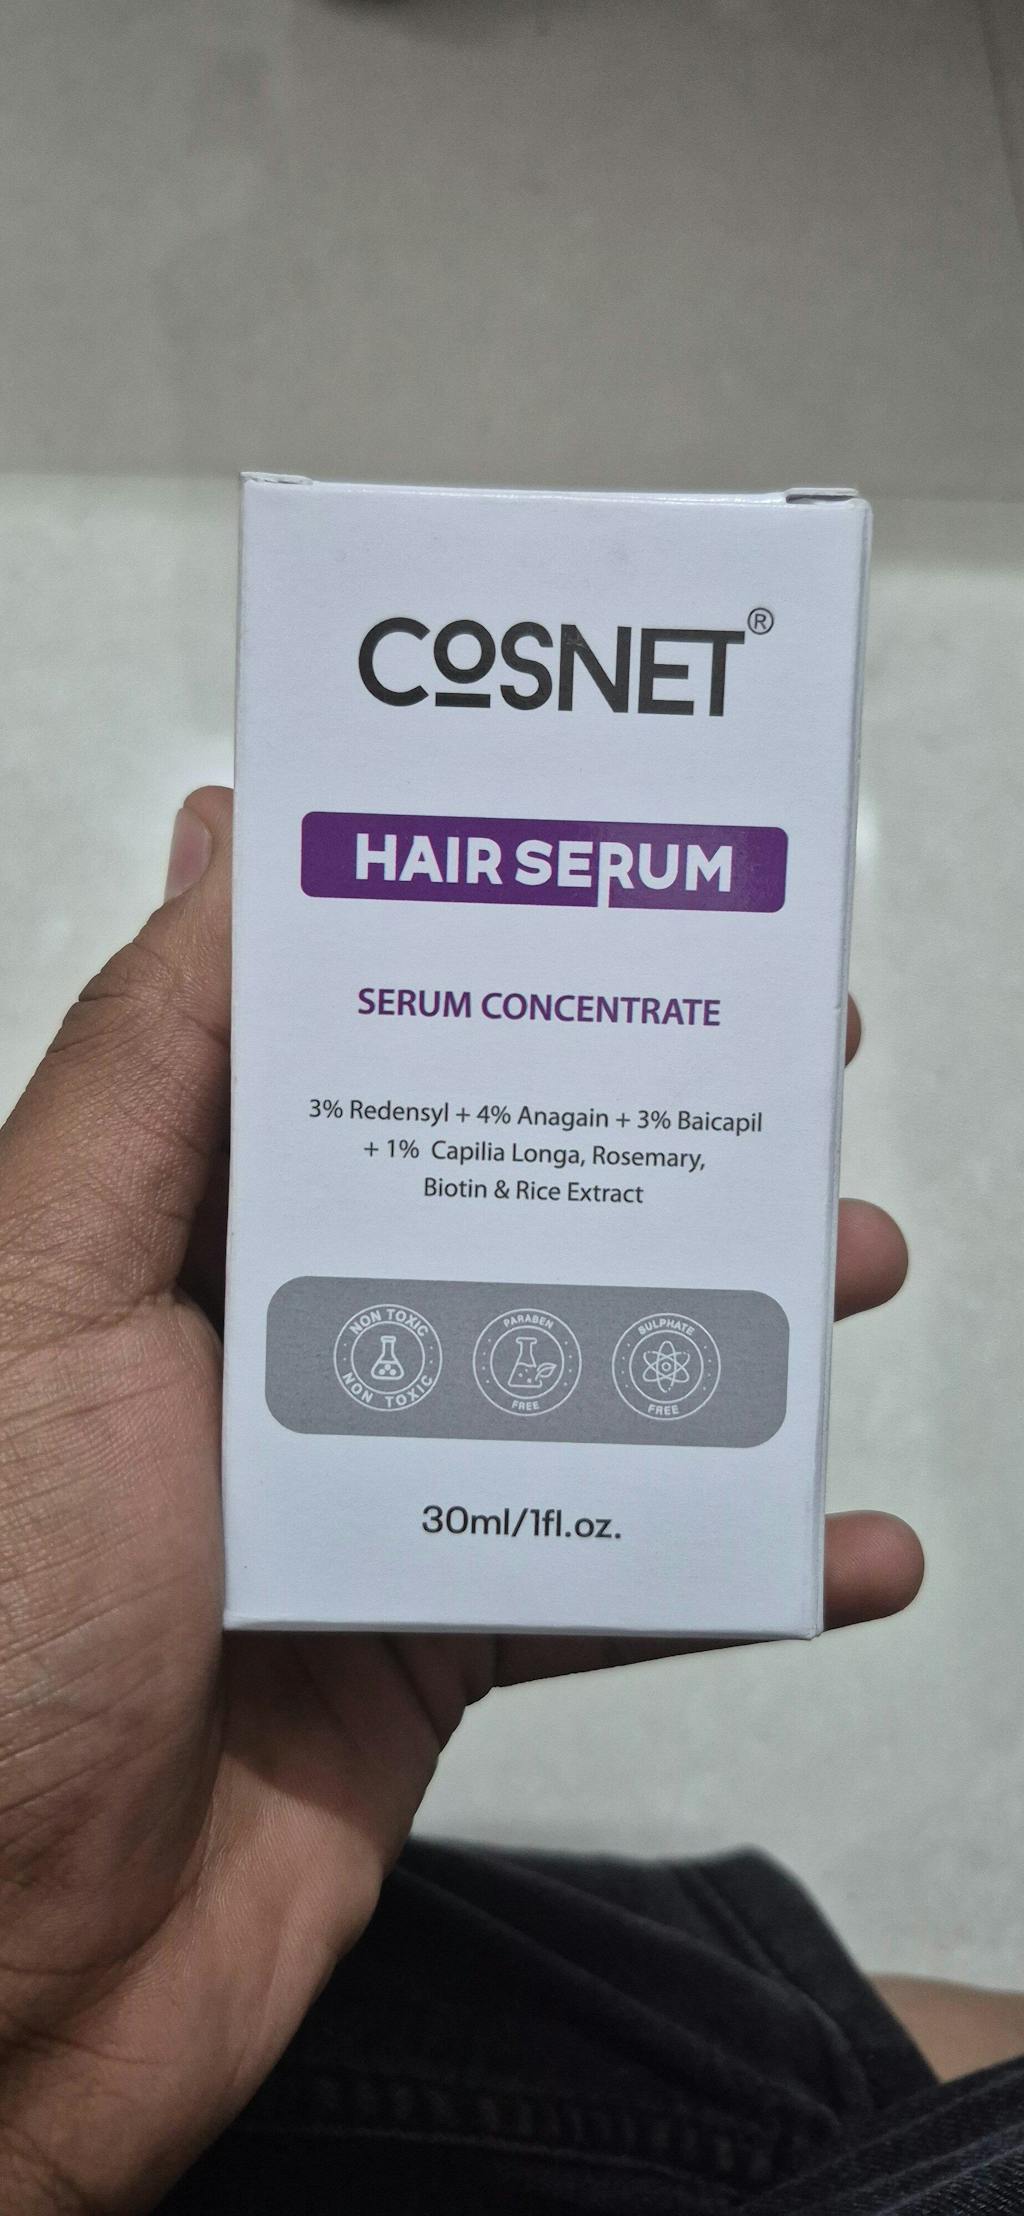 COSNET®
HAIR SERUM
SERUM CONCENTRATE
3% Redensyl + 4% Anagain + 3% Baicapil
+ 1% Capilia Longa, Rosemary,
Biotin & Rice Extract
NON TOXIC
NON TOXIC
PARABEN
FREE
SULPHATE
FREE
30ml/1fl.oz.